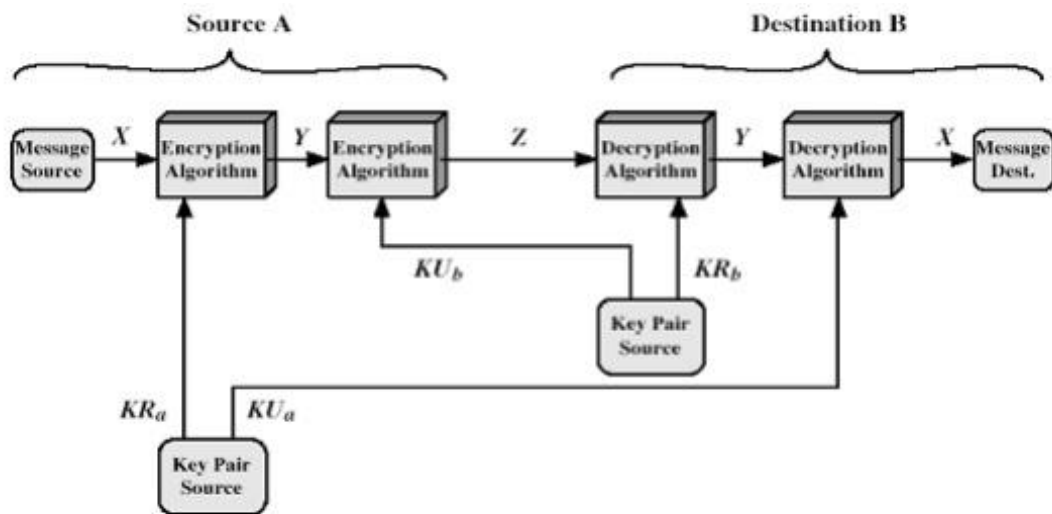 Source A
Destination B
Message
Source
X
Encryption
Algorithm
Y
Encryption
Algorithm
Z
Decryption
Algorithm
Y
Decryption
Algorithm
X
Message
Dest.
KUb
KRb
Key Pair
Source
KRa
KUa
Key Pair
Source